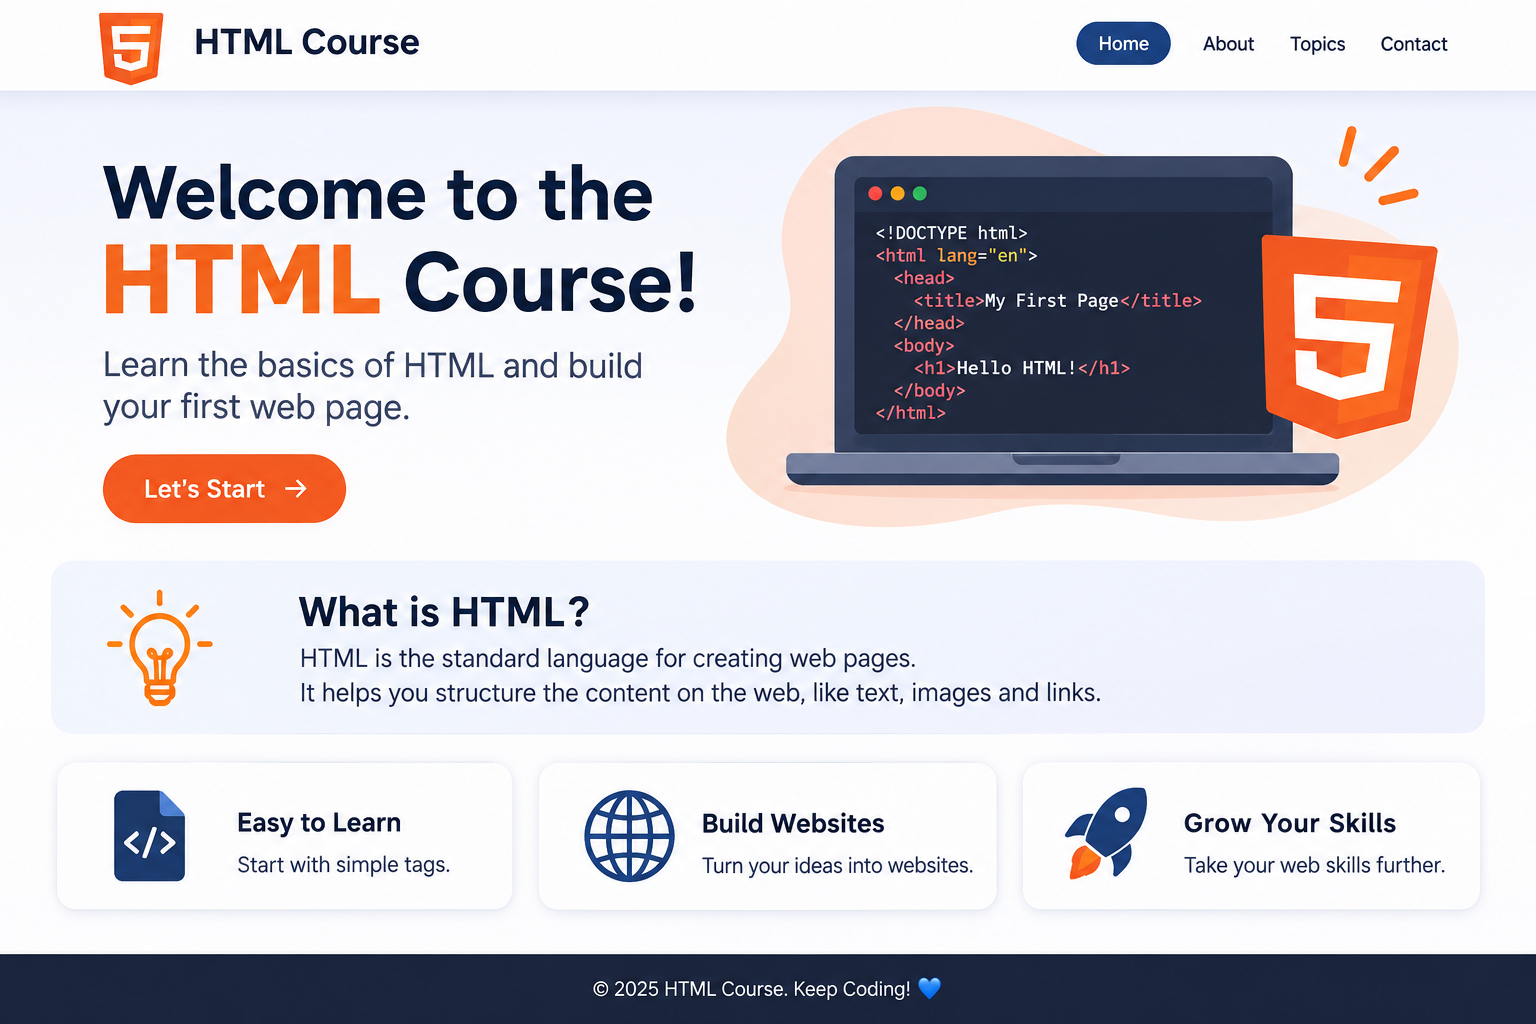 5
HTML Course
Home
About
Topics
Contact
Welcome to the
HTML Course!
Learn the basics of HTML and build
your first web page.
Let's Start →
<!DOCTYPE html>
<html lang="en">
  <head>
    <title>My First Page</title>
  </head>
  <body>
    <h1>Hello HTML!</h1>
  </body>
</html>
5
What is HTML?
HTML is the standard language for creating web pages.
It helps you structure the content on the web, like text, images and links.
</>
Easy to Learn
Start with simple tags.
Build Websites
Turn your ideas into websites.
Grow Your Skills
Take your web skills further.
© 2025 HTML Course. Keep Coding! 💙